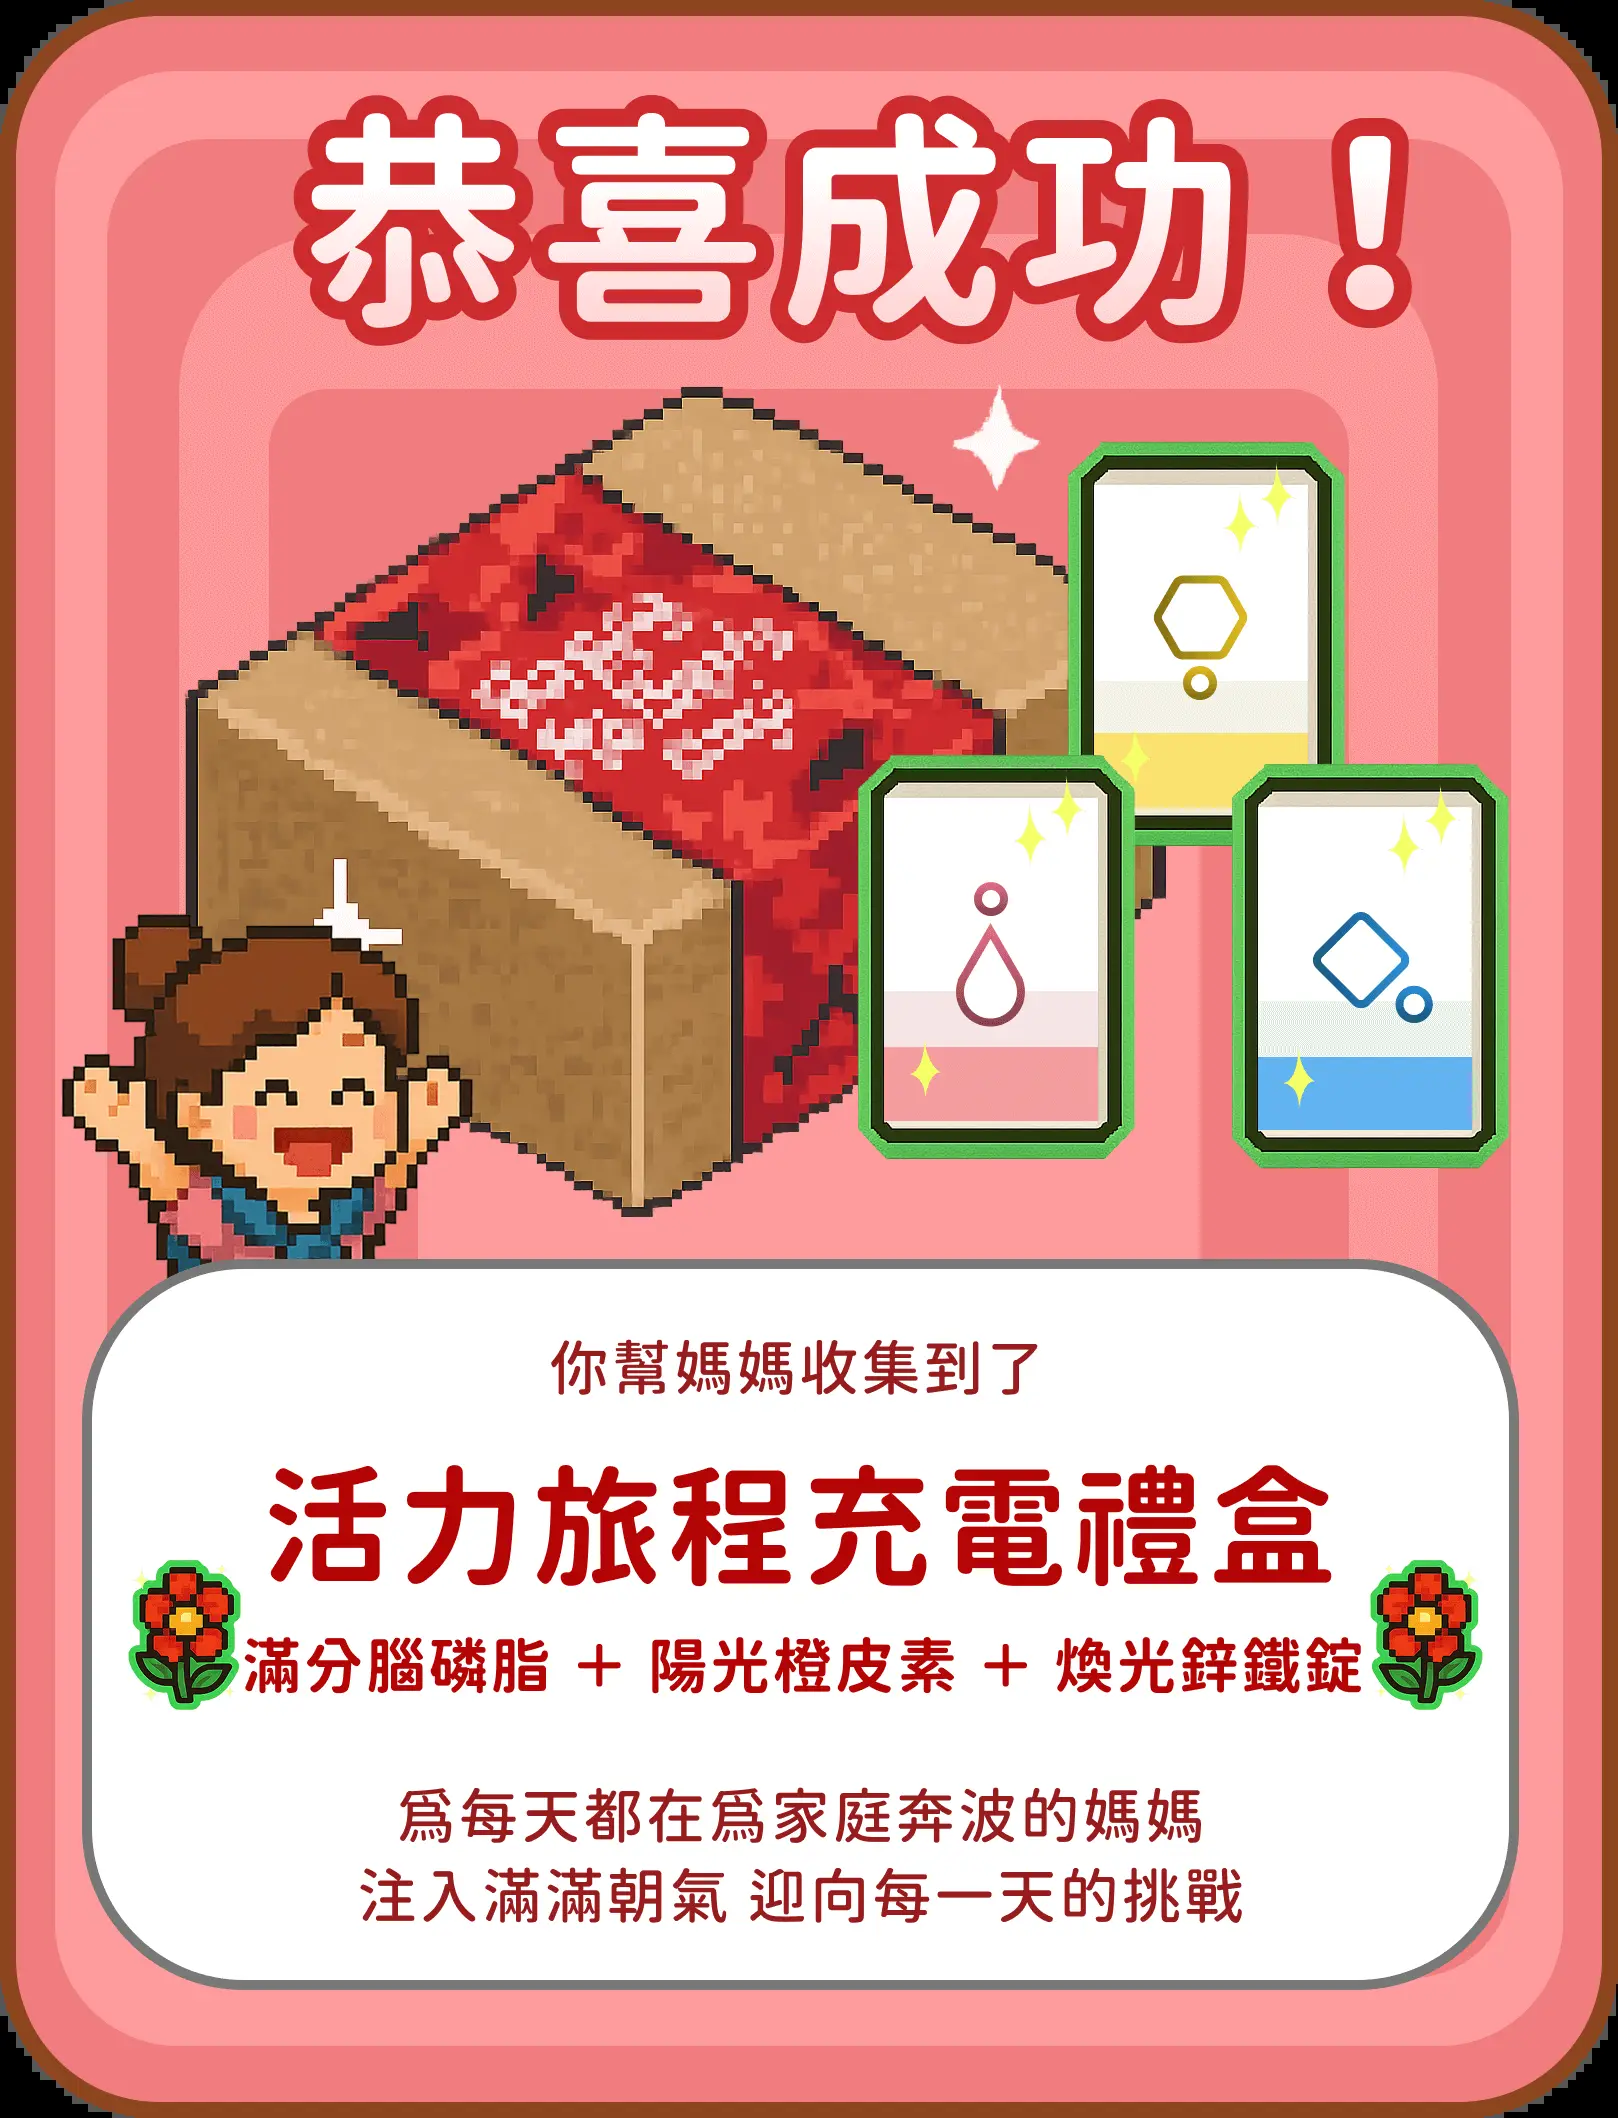 恭喜成功！
你幫媽媽收集到了
活力旅程充電禮盒
滿分腦磷脂 + 陽光橙皮素 + 煥光鋅鐵錠
爲每天都在爲家庭奔波的媽媽
注入滿滿朝氣 迎向每一天的挑戰